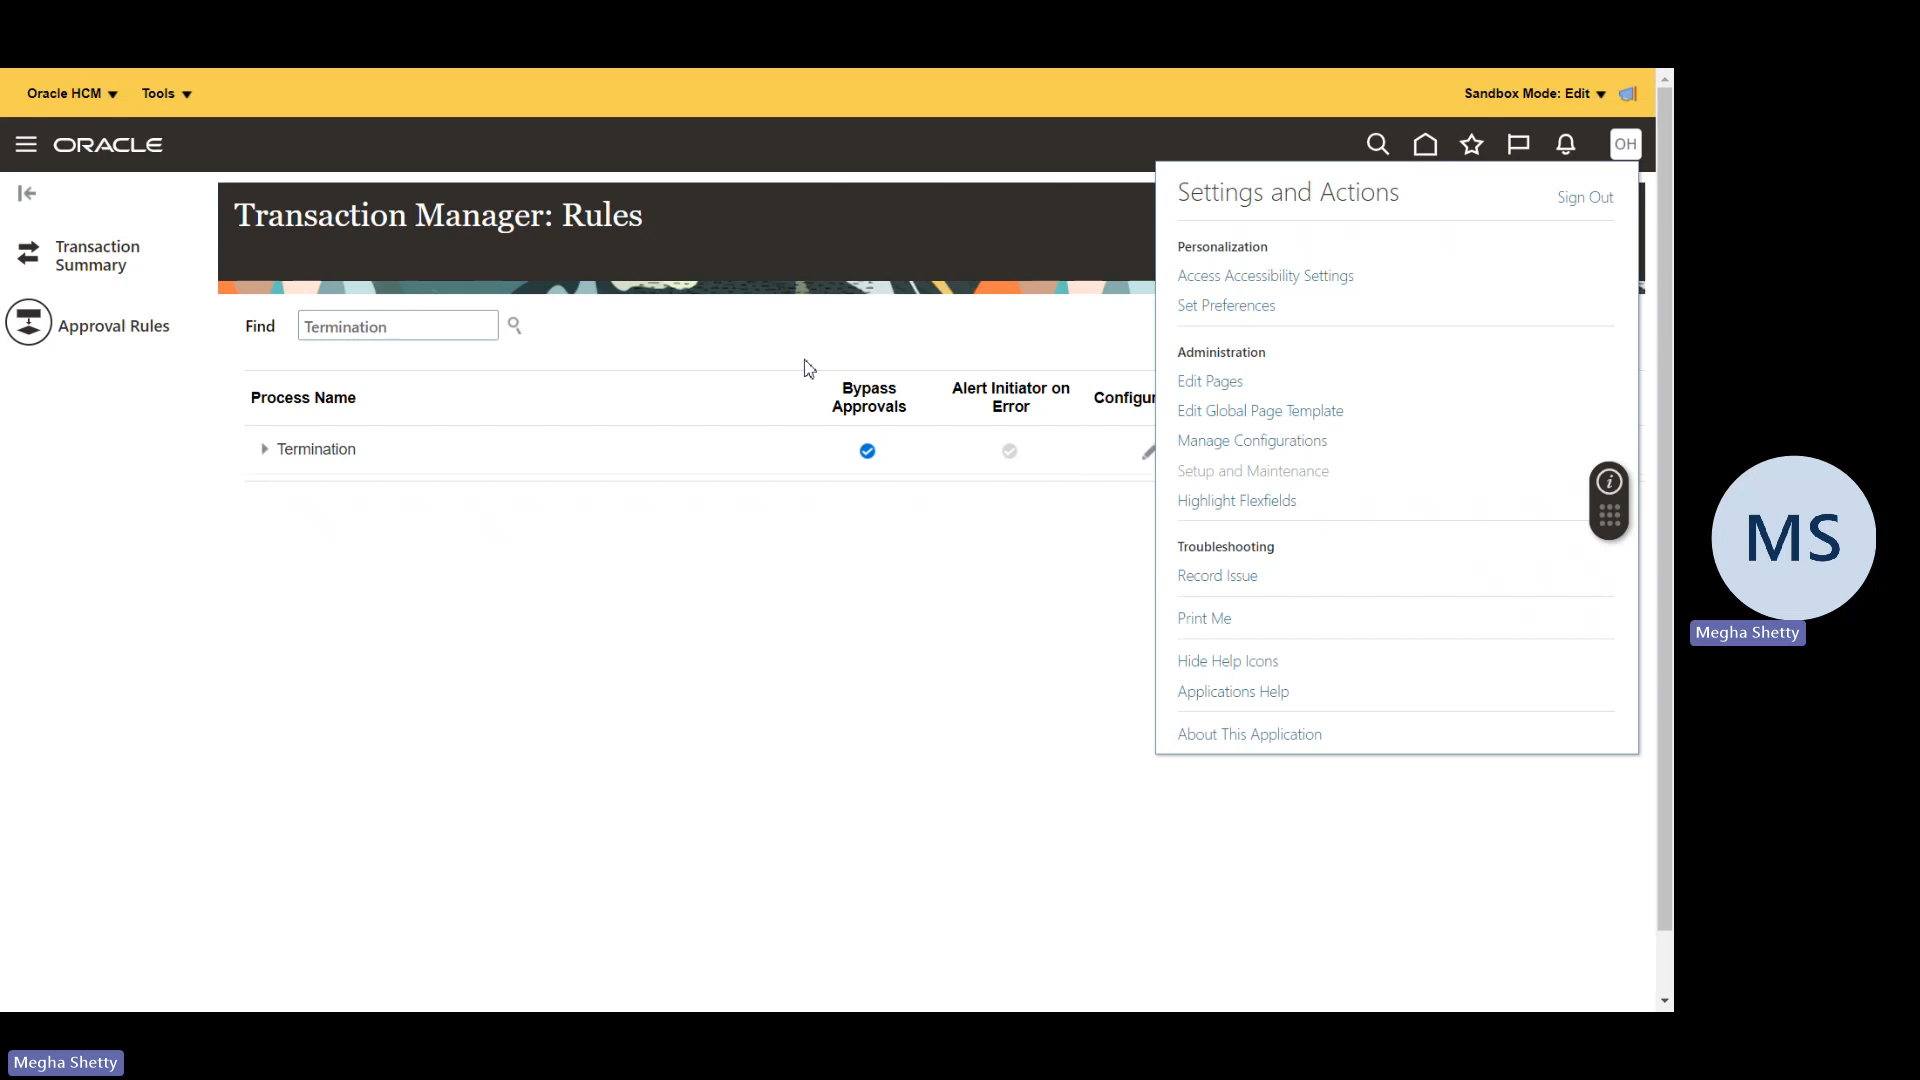 Oracle HCM
Tools
Sandbox Mode: Edit
ORACLE
OH
Transaction Summary
Approval Rules
Transaction Manager: Rules
Find
Termination
Process Name
Bypass Approvals
Alert Initiator on Error
Configur
Termination
Settings and Actions
Sign Out
Personalization
Access Accessibility Settings
Set Preferences
Administration
Edit Pages
Edit Global Page Template
Manage Configurations
Setup and Maintenance
Highlight Flexfields
Troubleshooting
Record Issue
Print Me
Hide Help Icons
Applications Help
About This Application
MS
Megha Shetty
Megha Shetty